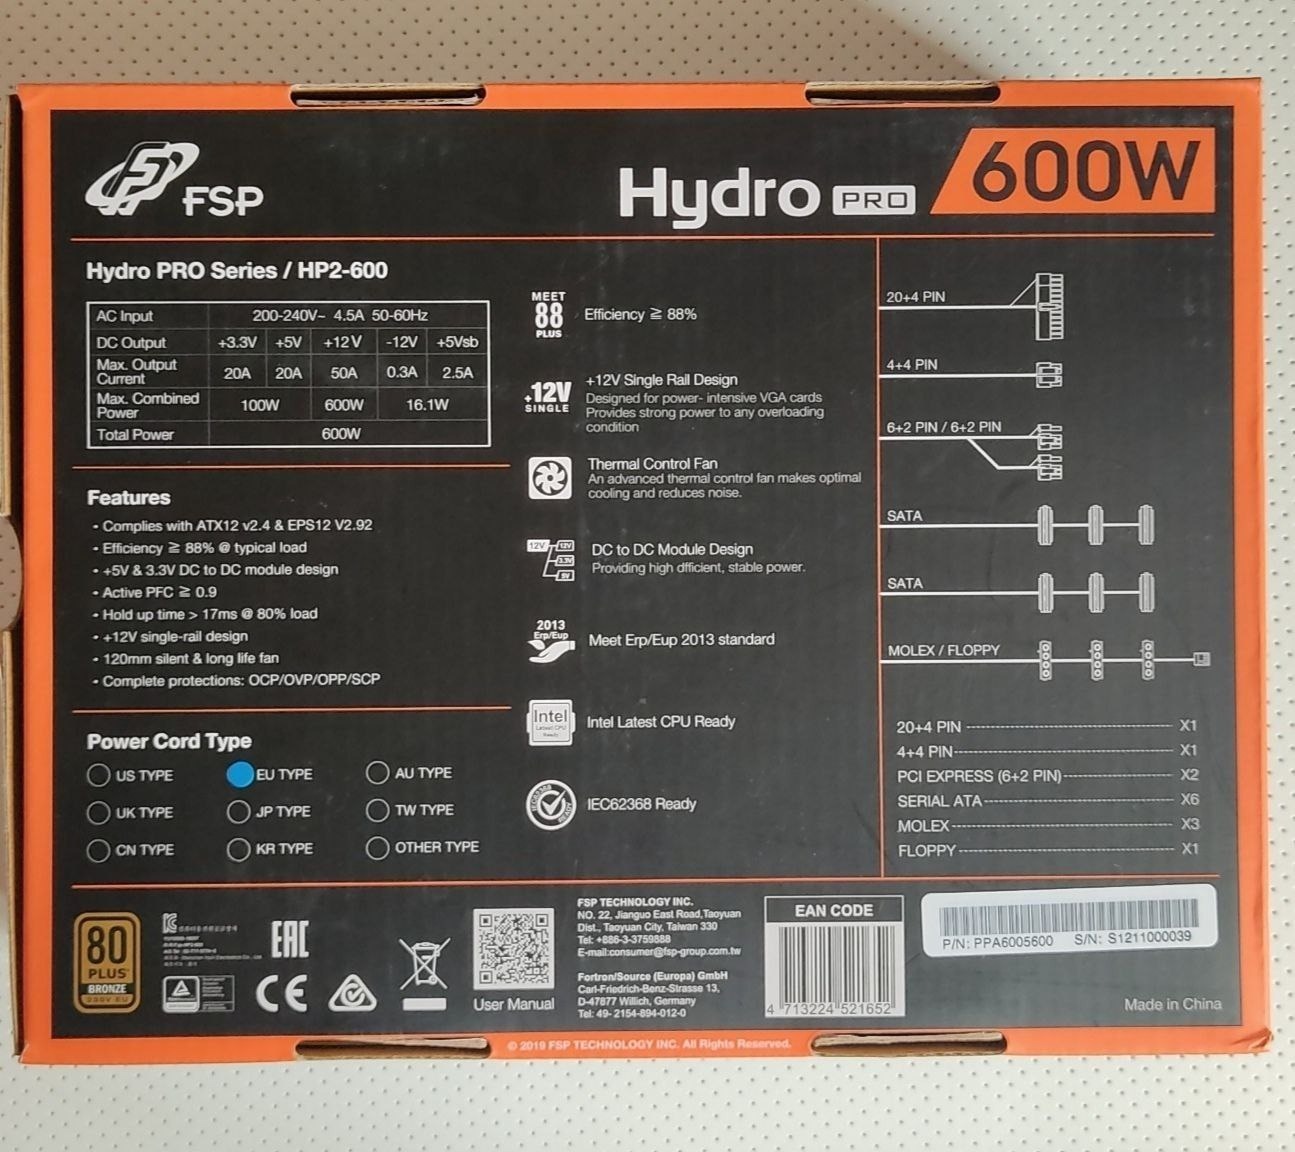 FSP
Hydro PRO 600W
Hydro PRO Series / HP2-600
AC Input 200-240V~ 4.5A 50-60Hz
DC Output +3.3V +5V +12V -12V +5Vsb
Max. Output
Current 20A 20A 50A 0.3A 2.5A
Max. Combined
Power 100W 600W 16.1W
Total Power 600W
Features
• Complies with ATX12 v2.4 & EPS12 V2.92
• Efficiency ≧ 88% @ typical load
• +5V & 3.3V DC to DC module design
• Active PFC ≧ 0.9
• Hold up time > 17ms @ 80% load
• +12V single-rail design
• 120mm silent & long life fan
• Complete protections: OCP/OVP/OPP/SCP
Power Cord Type
US TYPE EU TYPE AU TYPE
UK TYPE JP TYPE TW TYPE
CN TYPE KR TYPE OTHER TYPE
MEET
88
PLUS
Efficiency ≧ 88%
+12V
SINGLE
+12V Single Rail Design
Designed for power- intensive VGA cards
Provides strong power to any overloading
condition
Thermal Control Fan
An advanced thermal control fan makes optimal
cooling and reduces noise.
12V 12V
3.3V
5V
DC to DC Module Design
Providing high dfficient, stable power.
2013
Erp/Eup
Meet Erp/Eup 2013 standard
Intel
Latest CPU
Ready
Intel Latest CPU Ready
IEC62368
READY
IEC62368 Ready
20+4 PIN
4+4 PIN
6+2 PIN / 6+2 PIN
SATA
SATA
MOLEX / FLOPPY
20+4 PIN X1
4+4 PIN X1
PCI EXPRESS (6+2 PIN) X2
SERIAL ATA X6
MOLEX X3
FLOPPY X1
80
PLUS
BRONZE
230V EU
EAC
CE
User Manual
FSP TECHNOLOGY INC.
NO. 22, Jianguo East Road,Taoyuan
Dist., Taoyuan City, Taiwan 330
Tel: +886-3-3759888
E-mail:consumer@fsp-group.com.tw
Fortron/Source (Europa) GmbH
Carl-Friedrich-Benz-Strasse 13,
D-47877 Willich, Germany
Tel: 49- 2154-894-012-0
EAN CODE
4 713224 521652
P/N: PPA6005600 S/N: S1211000039
Made in China
© 2019 FSP TECHNOLOGY INC. All Rights Reserved.